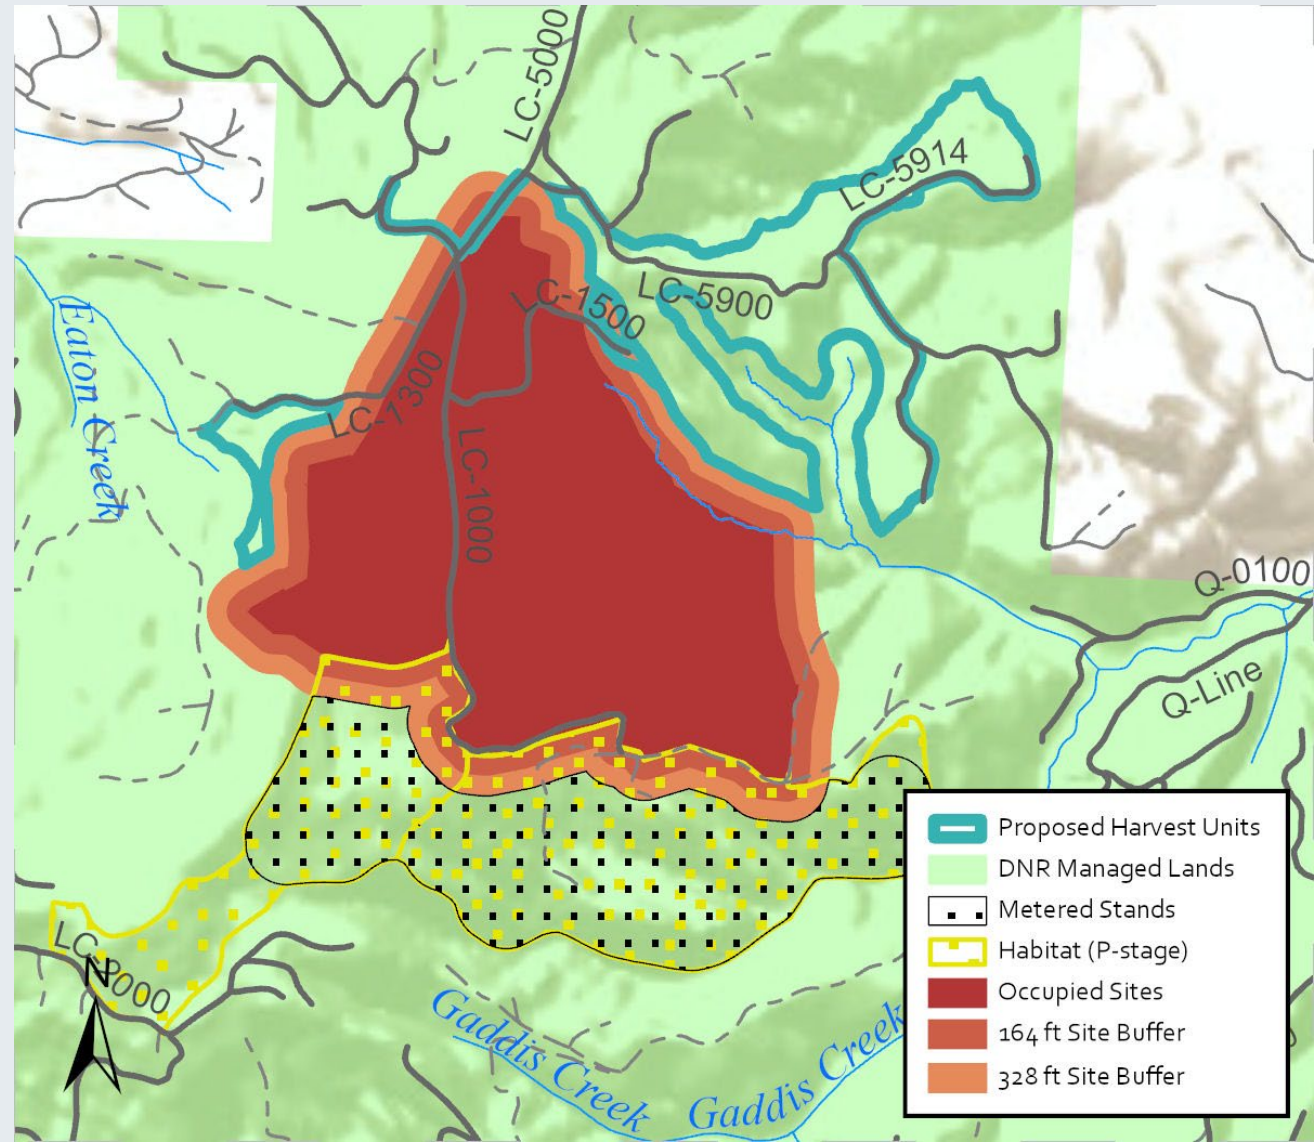 LC-5000
LC-5914
LC-5900
LC-1500
LC-7300
LC-1000
Eaton Creek
Q-0100
Q-Line
LC-9000
N
Gaddis Creek
Gaddis Creek
Proposed Harvest Units
DNR Managed Lands
Metered Stands
Habitat (P-stage)
Occupied Sites
164 ft Site Buffer
328 ft Site Buffer